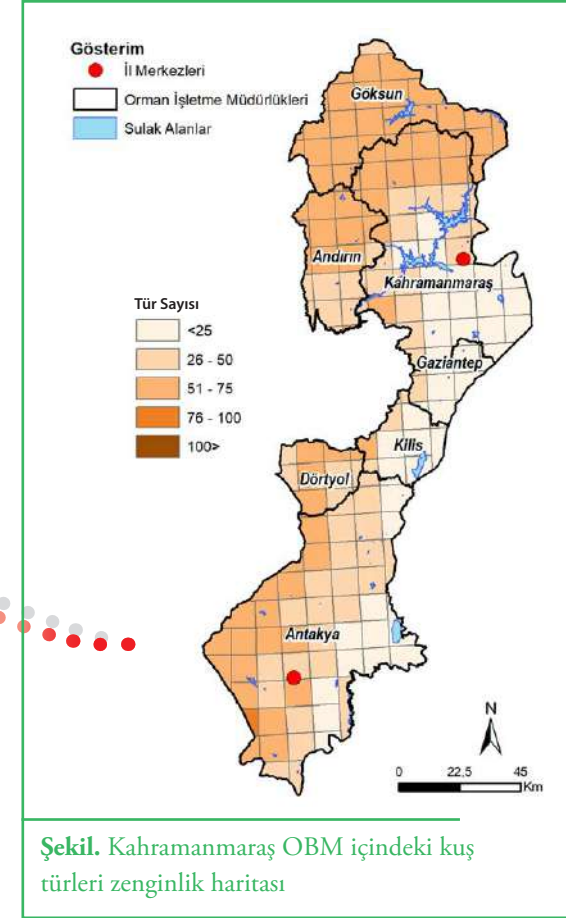 Gösterim
İl Merkezleri
Orman İşletme Müdürlükleri
Sulak Alanlar
Göksun
Andırın
Kahramanmaraş
Tür Sayısı
<25
26 - 50
51 - 75
76 - 100
100>
Gaziantep
Kilis
Dörtyol
Antakya
N
0 22,5 45
Km
Şekil. Kahramanmaraş OBM içindeki kuş
türleri zenginlik haritası